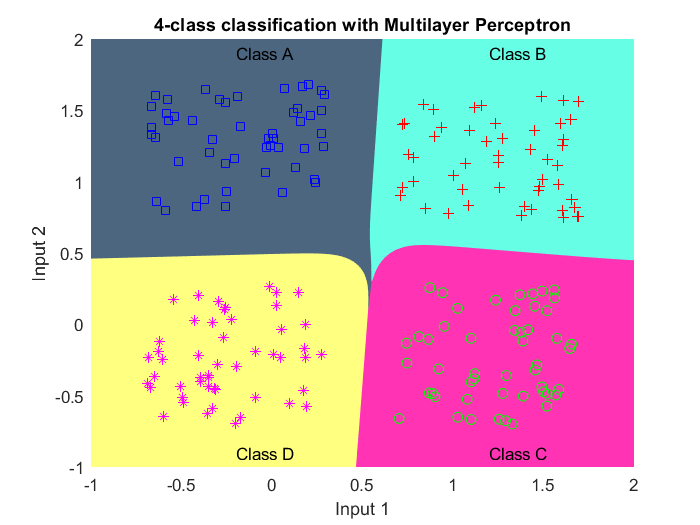 4-class classification with Multilayer Perceptron
Class A
Class B
2
1.5
1
0.5
0
-0.5
-1
Input 2
Class D
Class C
-1
-0.5
0
0.5
1
1.5
2
Input 1